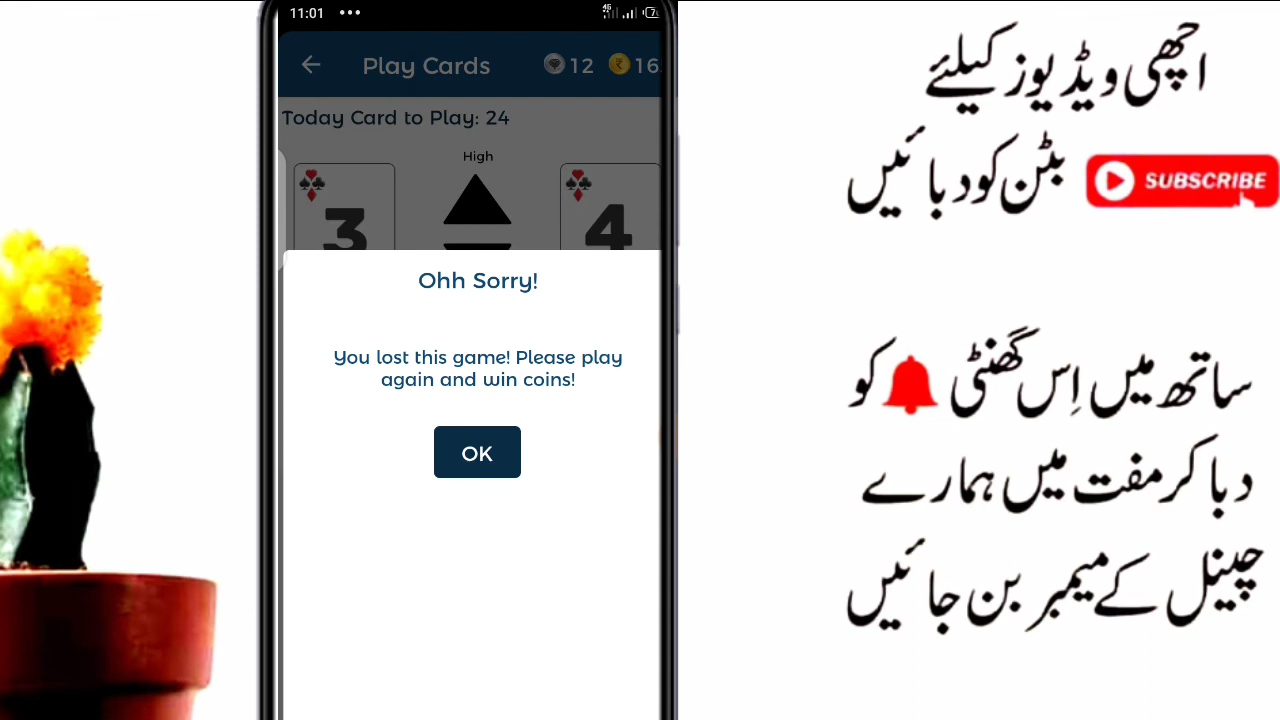 11:01
Play Cards
12
16
Today Card to Play: 24
High
3
4
Ohh Sorry!
You lost this game! Please play
again and win coins!
OK
اچھی ویڈیوز کیلئے
بٹن کو دبائیں
SUBSCRIBE
ساتھ میں اِس گھنٹی کو
دبا کر مفت میں ہمارے
چینل کے میمبر بن جائیں